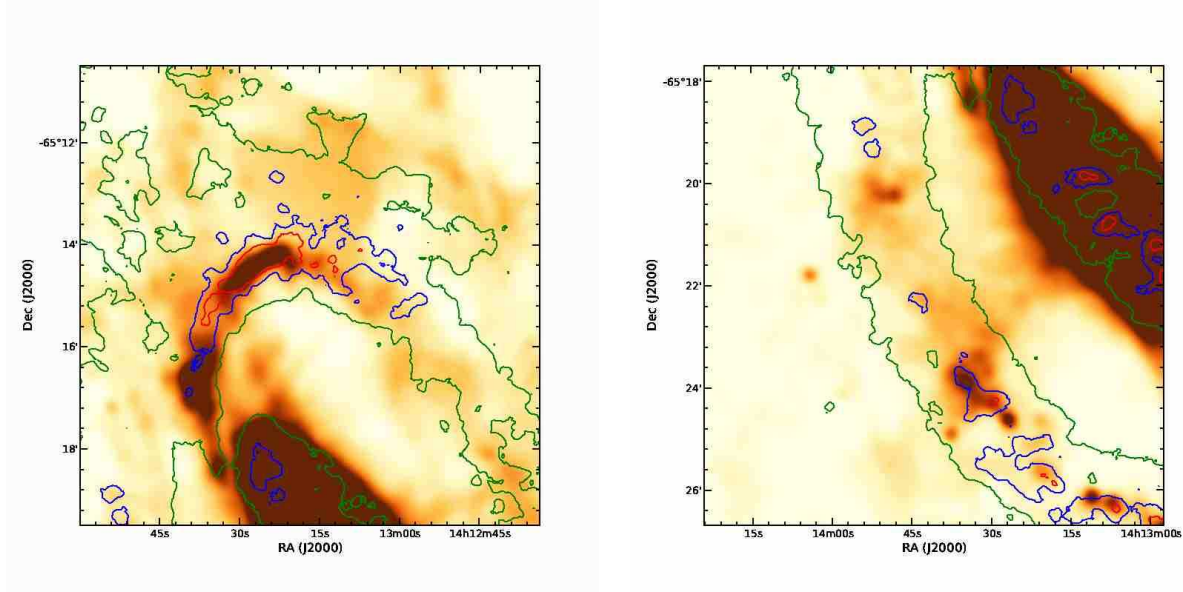 -65°12'
14'
16'
18'
Dec (J2000)
45s 30s 15s 13m00s 14h12m45s
RA (J2000)
-65°18'
20'
22'
24'
26'
Dec (J2000)
15s 14m00s 45s 30s 15s 14h13m00s
RA (J2000)